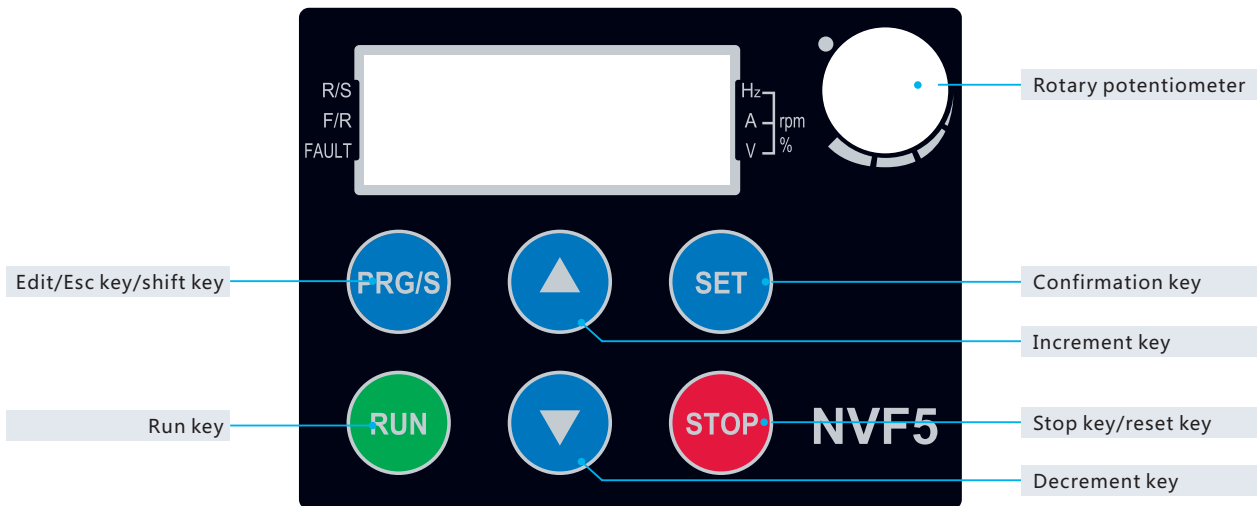 Rotary potentiometer
R/S
F/R
FAULT
Hz
A
V
rpm
%
Edit/Esc key/shift key
PRG/S
SET
Confirmation key
Increment key
Run key
RUN
STOP
NVF5
Stop key/reset key
Decrement key